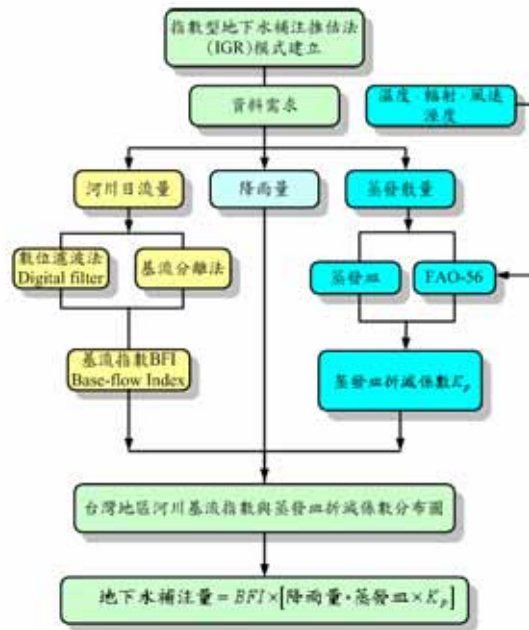 指數型地下水補注推估法
(IGR)模式建立
資料需求
溫度·輻射·風速
溼度
河川日流量
降雨量
蒸發散量
數位濾波法
Digital filter
基流分離法
蒸發皿
FAO-56
基流指數BFI
Base-flow Index
蒸發皿折減係數Kp
台灣地區河川基流指數與蒸發皿折減係數分布圖
地下水補注量=BFI×[降雨量-蒸發皿×Kp]